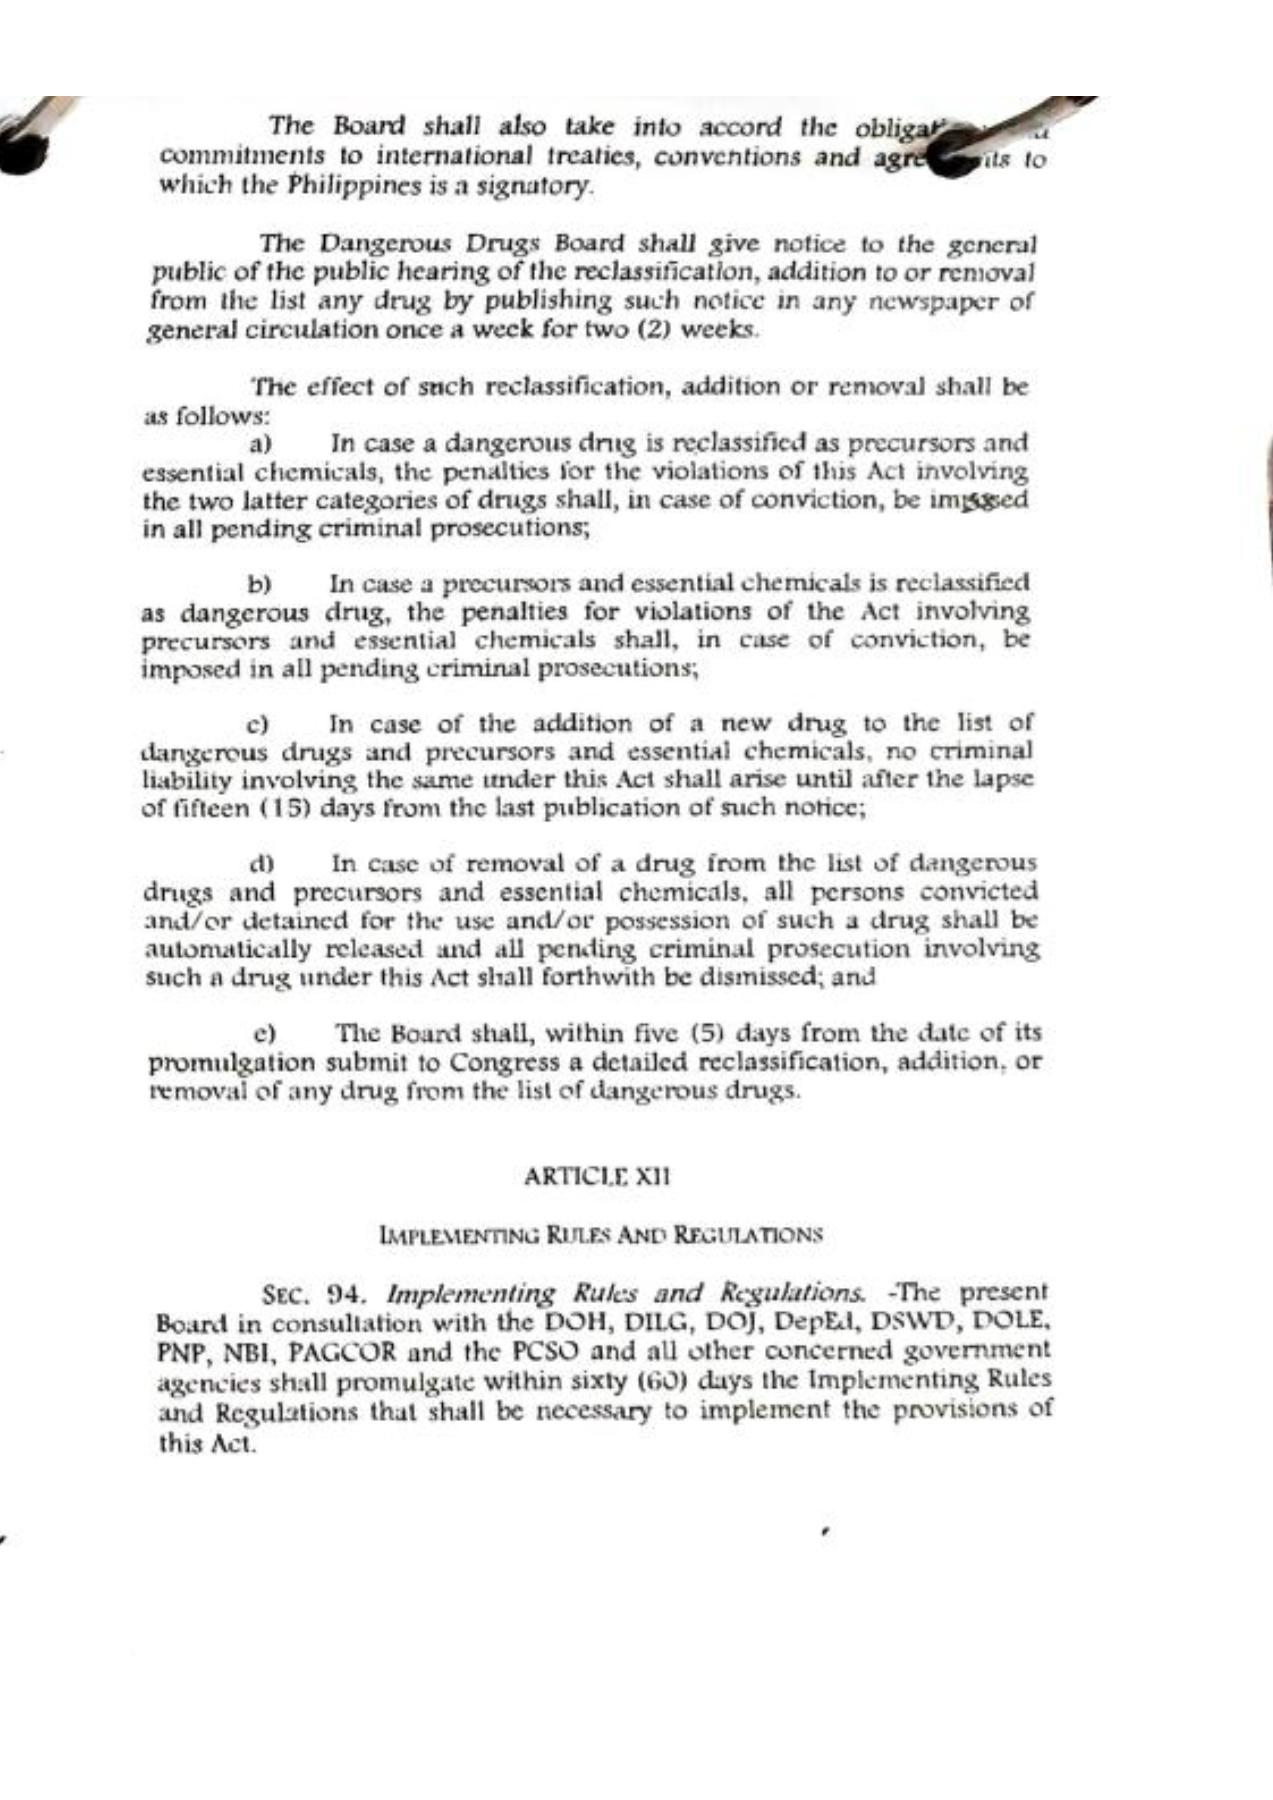 The Board shall also take into accord the
commitments to international treaties, conventions and to
which the Philippines is a signatory.
The Dangerous Drugs Board shall give notice to the general
public of the public hearing of the reclassification, addition to or removal
from the list any drug by publishing such notice in any newspaper of
general circulation once a week for two (2) weeks.
The effect of such reclassification, addition or removal shall be
as follows:
a) In case a dangerous drug is reclassified as precursors and
essential chemicals, the penalties for the violations of this Act involving
the two latter categories of drugs shall, in case of conviction, be imposed
in all pending criminal prosecutions;
b) In case a precursors and essential chemicals is reclassified
as dangerous drug, the penalties for violations of the Act involving
precursors and essential chemicals shall, in case of conviction, be
imposed in all pending criminal prosecutions;
c) In case of the addition of a new drug to the list of
dangerous drugs and precursors and essential chemicals, no criminal
liability involving the same under this Act shall arise until after the lapse
of fifteen (15) days from the last publication of such notice;
d) In case of removal of a drug from the list of dangerous
drugs and precursors and essential chemicals, all persons convicted
and/or detained for the use and/or possession of such a drug shall be
automatically released and all pending criminal prosecution involving
such a drug under this Act shall forthwith be dismissed; and
e) The Board shall, within five (5) days from the date of its
promulgation submit to Congress a detailed reclassification, addition, or
removal of any drug from the list of dangerous drugs.
ARTICLE XII
IMPLEMENTING RULES AND REGULATIONS
SEC. 94. Implementing Rules and Regulations. -The present
Board in consultation with the DOH, DILG, DOJ, DepEd, DSWD, DOLE,
PNP, NBI, PAGCOR and the PCSO and all other concerned government
agencies shall promulgate within sixty (60) days the Implementing Rules
and Regulations that shall be necessary to implement the provisions of
this Act.